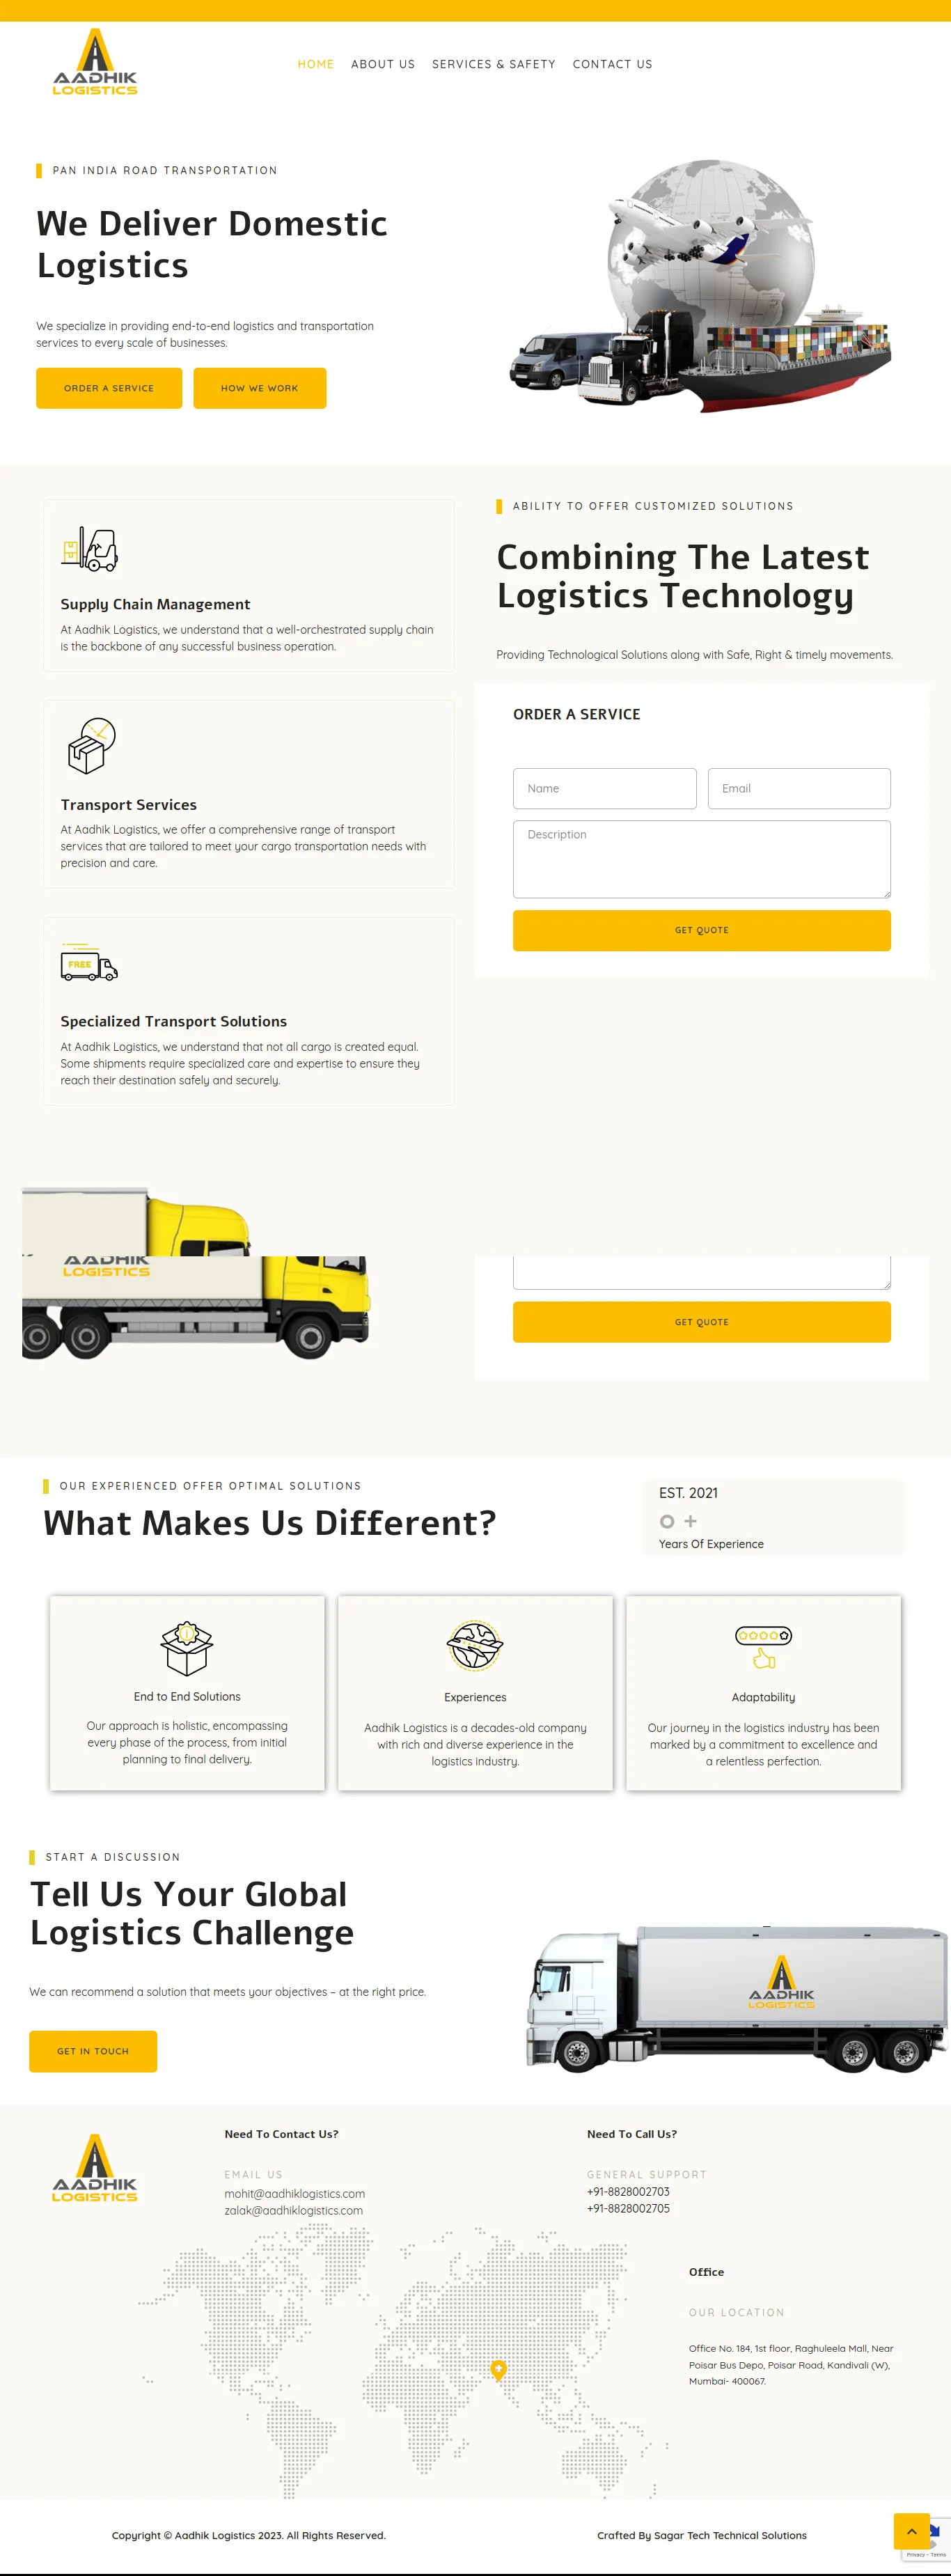 AADHIK
LOGISTICS
HOME ABOUT US SERVICES & SAFETY CONTACT US
PAN INDIA ROAD TRANSPORTATION
We Deliver Domestic
Logistics
We specialize in providing end-to-end logistics and transportation
services to every scale of businesses.
ORDER A SERVICE HOW WE WORK
Supply Chain Management
At Aadhik Logistics, we understand that a well-orchestrated supply chain
is the backbone of any successful business operation.
Transport Services
At Aadhik Logistics, we offer a comprehensive range of transport
services that are tailored to meet your cargo transportation needs with
precision and care.
FREE
Specialized Transport Solutions
At Aadhik Logistics, we understand that not all cargo is created equal.
Some shipments require specialized care and expertise to ensure they
reach their destination safely and securely.
ABILITY TO OFFER CUSTOMIZED SOLUTIONS
Combining The Latest
Logistics Technology
Providing Technological Solutions along with Safe, Right & timely movements.
ORDER A SERVICE
Name Email
Description
GET QUOTE
AADHIK
LOGISTICS
GET QUOTE
OUR EXPERIENCED OFFER OPTIMAL SOLUTIONS
What Makes Us Different?
EST. 2021
Years Of Experience
End to End Solutions
Our approach is holistic, encompassing
every phase of the process, from initial
planning to final delivery.
Experiences
Aadhik Logistics is a decades-old company
with rich and diverse experience in the
logistics industry.
Adaptability
Our journey in the logistics industry has been
marked by a commitment to excellence and
a relentless perfection.
START A DISCUSSION
Tell Us Your Global
Logistics Challenge
We can recommend a solution that meets your objectives – at the right price.
GET IN TOUCH
AADHIK
LOGISTICS
AADHIK
LOGISTICS
Need To Contact Us?
EMAIL US
mohit@aadhiklogistics.com
zalak@aadhiklogistics.com
Need To Call Us?
GENERAL SUPPORT
+91-8828002703
+91-8828002705
Office
OUR LOCATION
Office No. 184, 1st floor, Raghuleela Mall, Near
Poisar Bus Depo, Poisar Road, Kandivali (W),
Mumbai- 400067.
Copyright © Aadhik Logistics 2023. All Rights Reserved.
Crafted By Sagar Tech Technical Solutions
Privacy - Terms